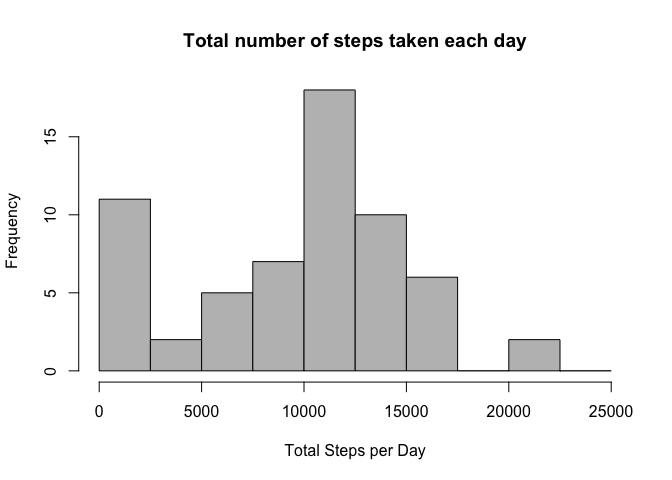 Total number of steps taken each day
Frequency
15
10
5
0
0 5000 10000 15000 20000 25000
Total Steps per Day